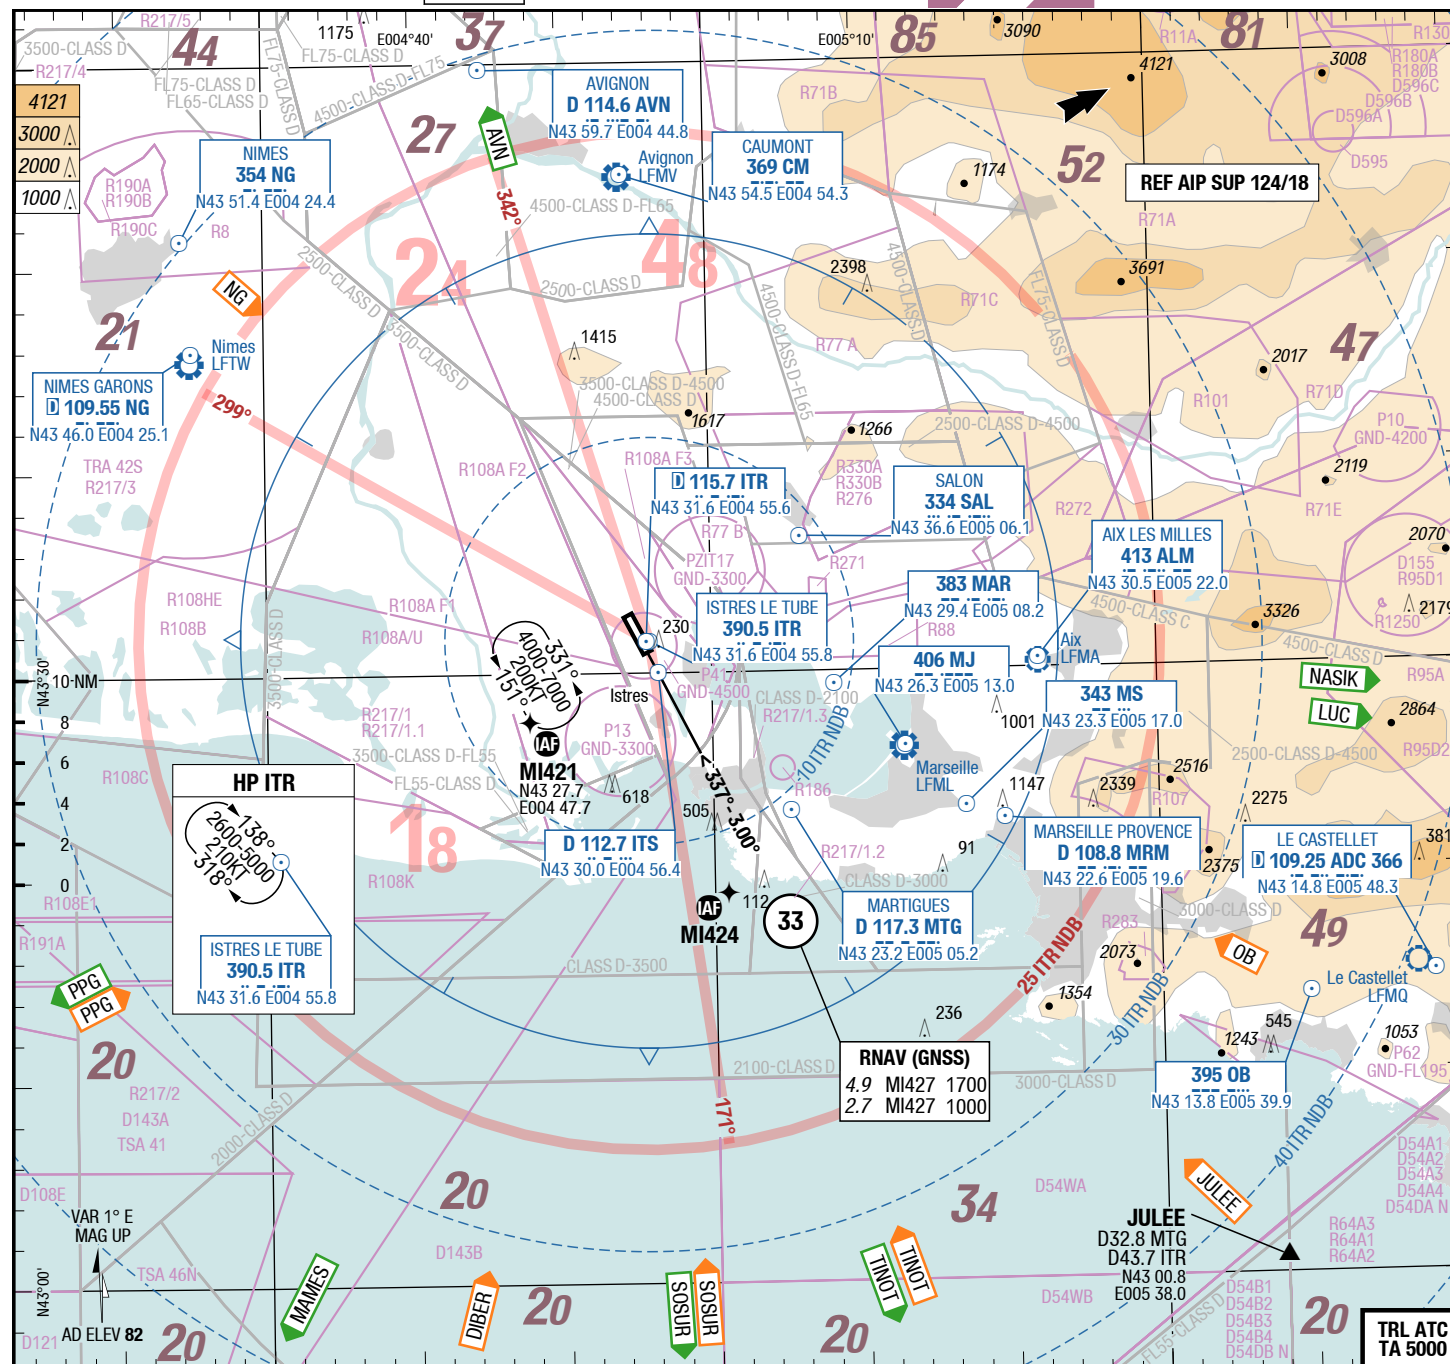 R217/5
44
1175
E004°40'
37
E005°10'
85
3090
R11A
81
R130
3500-CLASS D
FL75-CLASS D
FL75-CLASS D
R217/4
FL75-CLASS D
FL65-CLASS D
4500-CLASS D-FL75
4121
3008
R180A
R180B
D596C
D596B
D596A
D595
4121
3000
2000
1000
AVIGNON
D 114.6 AVN
N43 59.7 E004 44.8
R71B
27
AVN
NIMES
354 NG
N43 51.4 E004 24.4
Avignon
LFMV
CAUMONT
369 CM
N43 54.5 E004 54.3
1174
52
REF AIP SUP 124/18
R190A
R190B
R190C
R8
342°
4500-CLASS D-FL65
R71A
2500-CLASS D
24
48
2500-CLASS D
2398
4500-CLASS D
3691
R71C
FL75-CLASS D
NG
21
Nimes
LFTW
3500-CLASS D
1415
4500-CLASS D-FL65
R77 A
47
2017
NIMES GARONS
D 109.55 NG
N43 46.0 E004 25.1
299°
3500-CLASS D-4500
4500-CLASS D
1617
1266
2500-CLASS D-4500
R101
R71D
P10
GND-4200
TRA 42S
R217/3
R108A F2
R108A F3
R330A
R330B
R276
2119
D 115.7 ITR
N43 31.6 E004 55.6
SALON
334 SAL
N43 36.6 E005 06.1
R272
R71E
R77 B
PZIT17
GND-3300
R271
AIX LES MILLES
413 ALM
N43 30.5 E005 22.0
2070
D155
R95D1
383 MAR
N43 29.4 E005 08.2
R108HE
R108B
R108A F1
R108A/U
ISTRES LE TUBE
390.5 ITR
N43 31.6 E004 55.8
230
R88
4500-CLASS C
3326
2179
R1250
4500-CLASS D
Aix
LFMA
406 MJ
N43 26.3 E005 13.0
N43°30'
10-NM
8
6
4
2
0
3500-CLASS D
331°
4000-7000
200KT
151°
Istres
P41
GND-4500
CLASS D-2100
R217/1.3
343 MS
N43 23.3 E005 17.0
NASIK
LUC
R95A
2864
R95D2
R217/1
R217/1.1
3500-CLASS D-FL55
FL55-CLASS D
P13
GND-3300
IAF
MI421
N43 27.7
E004 47.7
10 ITR NDB
1001
2500-CLASS D-4500
R108C
HP ITR
138°
2600-5000
210KT
318°
337°-3.00°
R186
Marseille
LFML
1147
2339
2516
R107
2275
618
505
18
D 112.7 ITS
N43 30.0 E004 56.4
R217/1.2
91
CLASS D-3000
MARSEILLE PROVENCE
D 108.8 MRM
N43 22.6 E005 19.6
2375
LE CASTELLET
D 109.25 ADC 366
N43 14.8 E005 48.3
381
R108K
R108E1
IAF
MI424
112
33
MARTIGUES
D 117.3 MTG
N43 23.2 E005 05.2
3000-CLASS D
R283
49
R191A
ISTRES LE TUBE
390.5 ITR
N43 31.6 E004 55.8
CLASS D-3500
25 ITR NDB
2073
OB
Le Castellet
LFMQ
PPG
PPG
20
1354
30 ITR NDB
236
1243
545
1053
P62
GND-FL195
RNAV (GNSS)
4.9 MI427 1700
2.7 MI427 1000
2100-CLASS D
3000-CLASS D
395 OB
N43 13.8 E005 39.9
R217/2
D143A
TSA 41
2000-CLASS D
171°
40 ITR NDB
D54A1
D54A2
D54A3
D54A4
D54DA N
D108E
20
34
D54WA
JULEE
VAR 1° E
MAG UP
JULEE
D32.8 MTG
D43.7 ITR
N43 00.8
E005 38.0
R64A3
R64A1
R64A2
D143B
TSA 46N
N43°00'
MAMES
DIBER
20
SOSUR
SOSUR
TINOT
TINOT
20
D54WB
D54B1
D54B2
D54B3
D54B4
D54DB N
FL55-CLASS D
20
D121
AD ELEV 82
20
TRL ATC
TA 5000